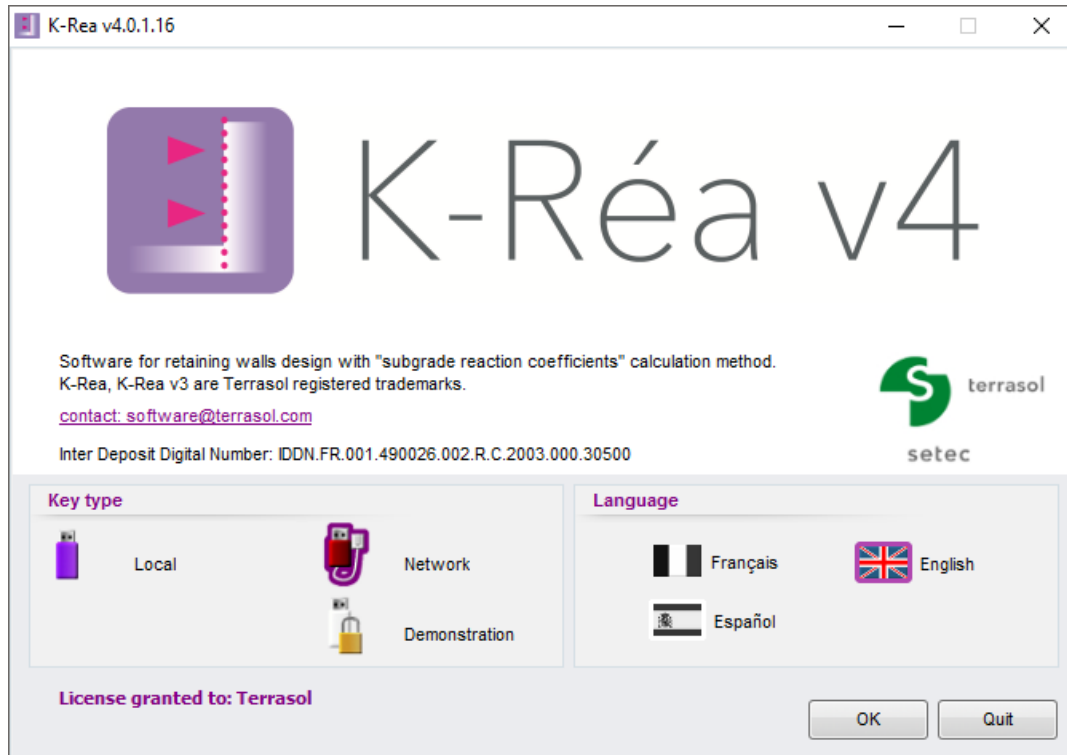 K-Rea v4.0.1.16
K-Réa v4
Software for retaining walls design with "subgrade reaction coefficients" calculation method.
K-Rea, K-Rea v3 are Terrasol registered trademarks.
contact: software@terrasol.com
Inter Deposit Digital Number: IDDN.FR.001.490026.002.R.C.2003.000.30500
terrasol
setec
Key type
Local
Network
Demonstration
Language
Français
English
Español
License granted to: Terrasol
OK
Quit